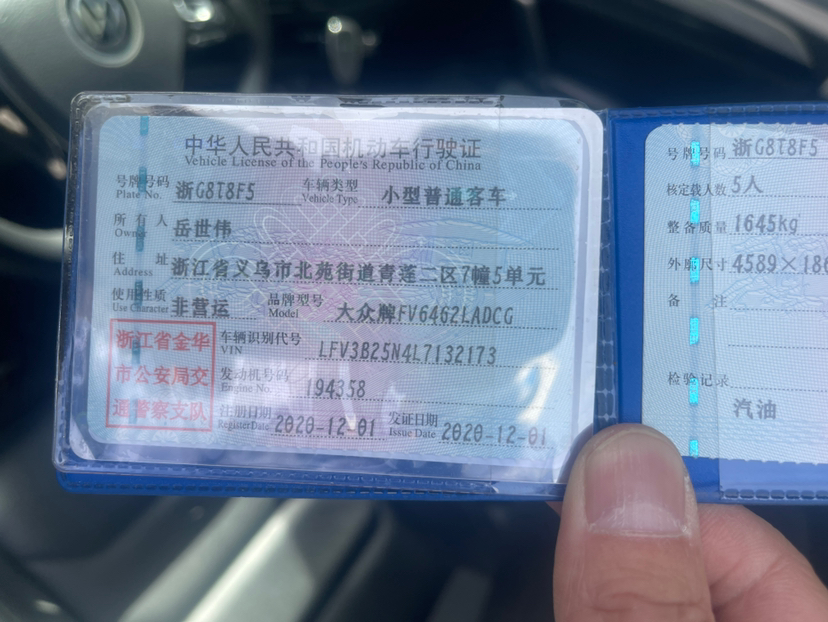 中华人民共和国机动车行驶证
Vehicle License of the People's Republic of China
号牌号码 浙G8T8F5 车辆类型 小型普通客车
Plate No. Vehicle Type
所有人 岳世伟
Owner
住址 浙江省义乌市北苑街道青莲二区7幢5单元
Address
使用性质 非营运 品牌型号 大众牌FV6462LADCG
Use Character Model
浙江省金华
市公安局交
通警察支队
车辆识别代号 LFV3B25N4L7132173
VIN
发动机号码 194358
Engine No.
注册日期 2020-12-01 发证日期 2020-12-01
Register Date Issue Date
号牌号码 浙G8T8F5
核定载人数 5人
整备质量 1645kg
外廓尺寸 4589×186
备注
检验记录
汽油